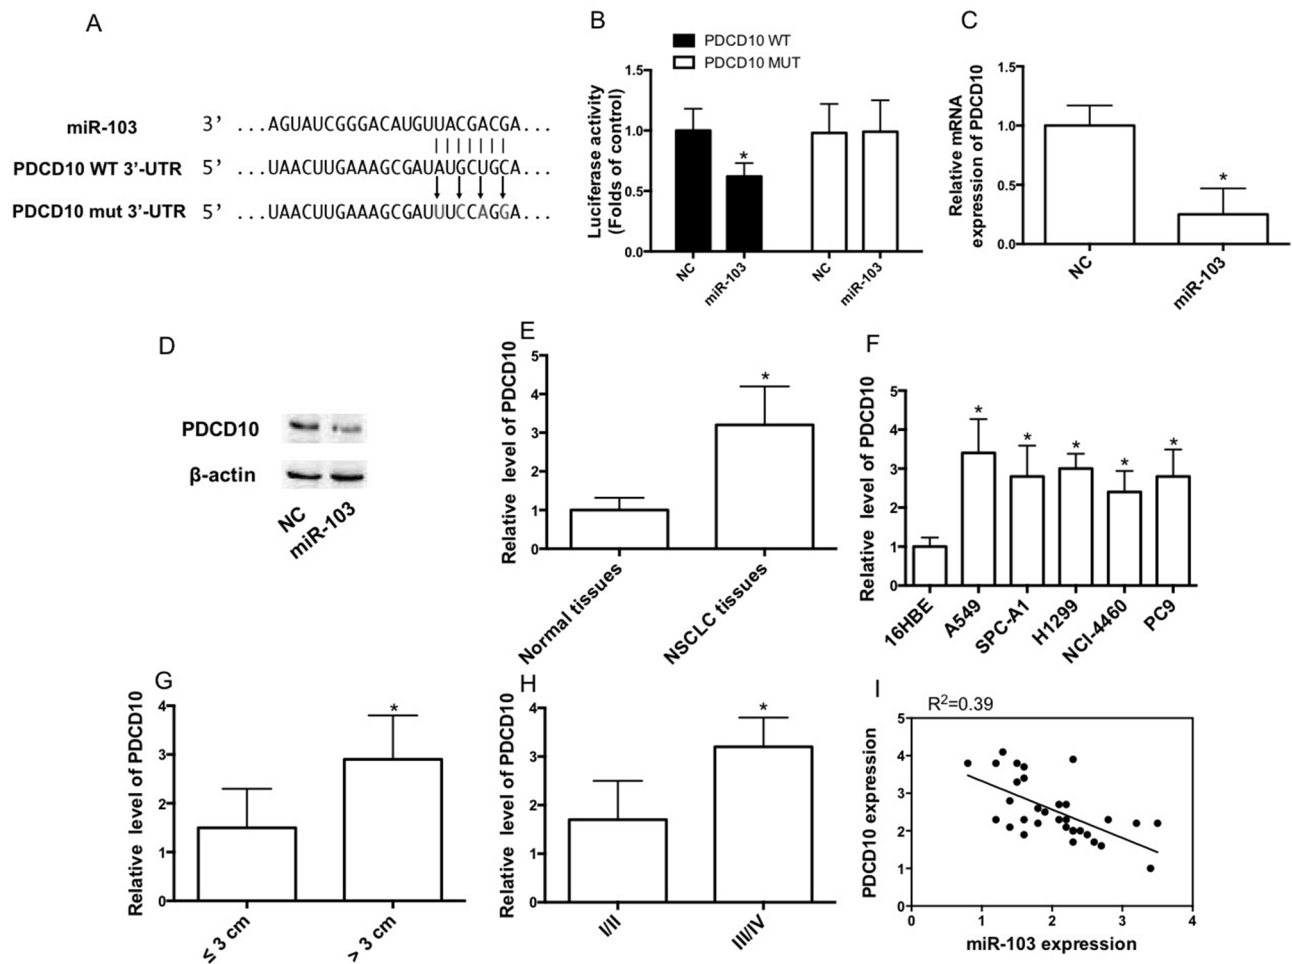 A
miR-103 3’ ...AGUAUCGGGACAUGUUACGACGA...
PDCD10 WT 3’-UTR 5’ ...UAACUUGAAAGCGAUAUGCUGCA...
PDCD10 mut 3’-UTR 5’ ...UAACUUGAAAGCGAUUUCCAGGA...
B
PDCD10 WT
PDCD10 MUT
Luciferase activity
(Folds of control)
1.5
1.0
0.5
0.0
*
NC
miR-103
NC
miR-103
C
Relative mRNA
expression of PDCD10
1.5
1.0
0.5
0.0
*
NC
miR-103
D
PDCD10
β-actin
NC
miR-103
E
Relative level of PDCD10
5
4
3
2
1
0
*
Normal tissues
NSCLC tissues
F
Relative level of PDCD10
5
4
3
2
1
0
*
*
*
*
*
16HBE
A549
SPC-A1
H1299
NCI-4460
PC9
G
Relative level of PDCD10
4
3
2
1
0
*
≤ 3 cm
> 3 cm
H
Relative level of PDCD10
4
3
2
1
0
*
I/II
III/IV
I
R²=0.39
PDCD10 expression
5
4
3
2
1
0
0 1 2 3 4
miR-103 expression